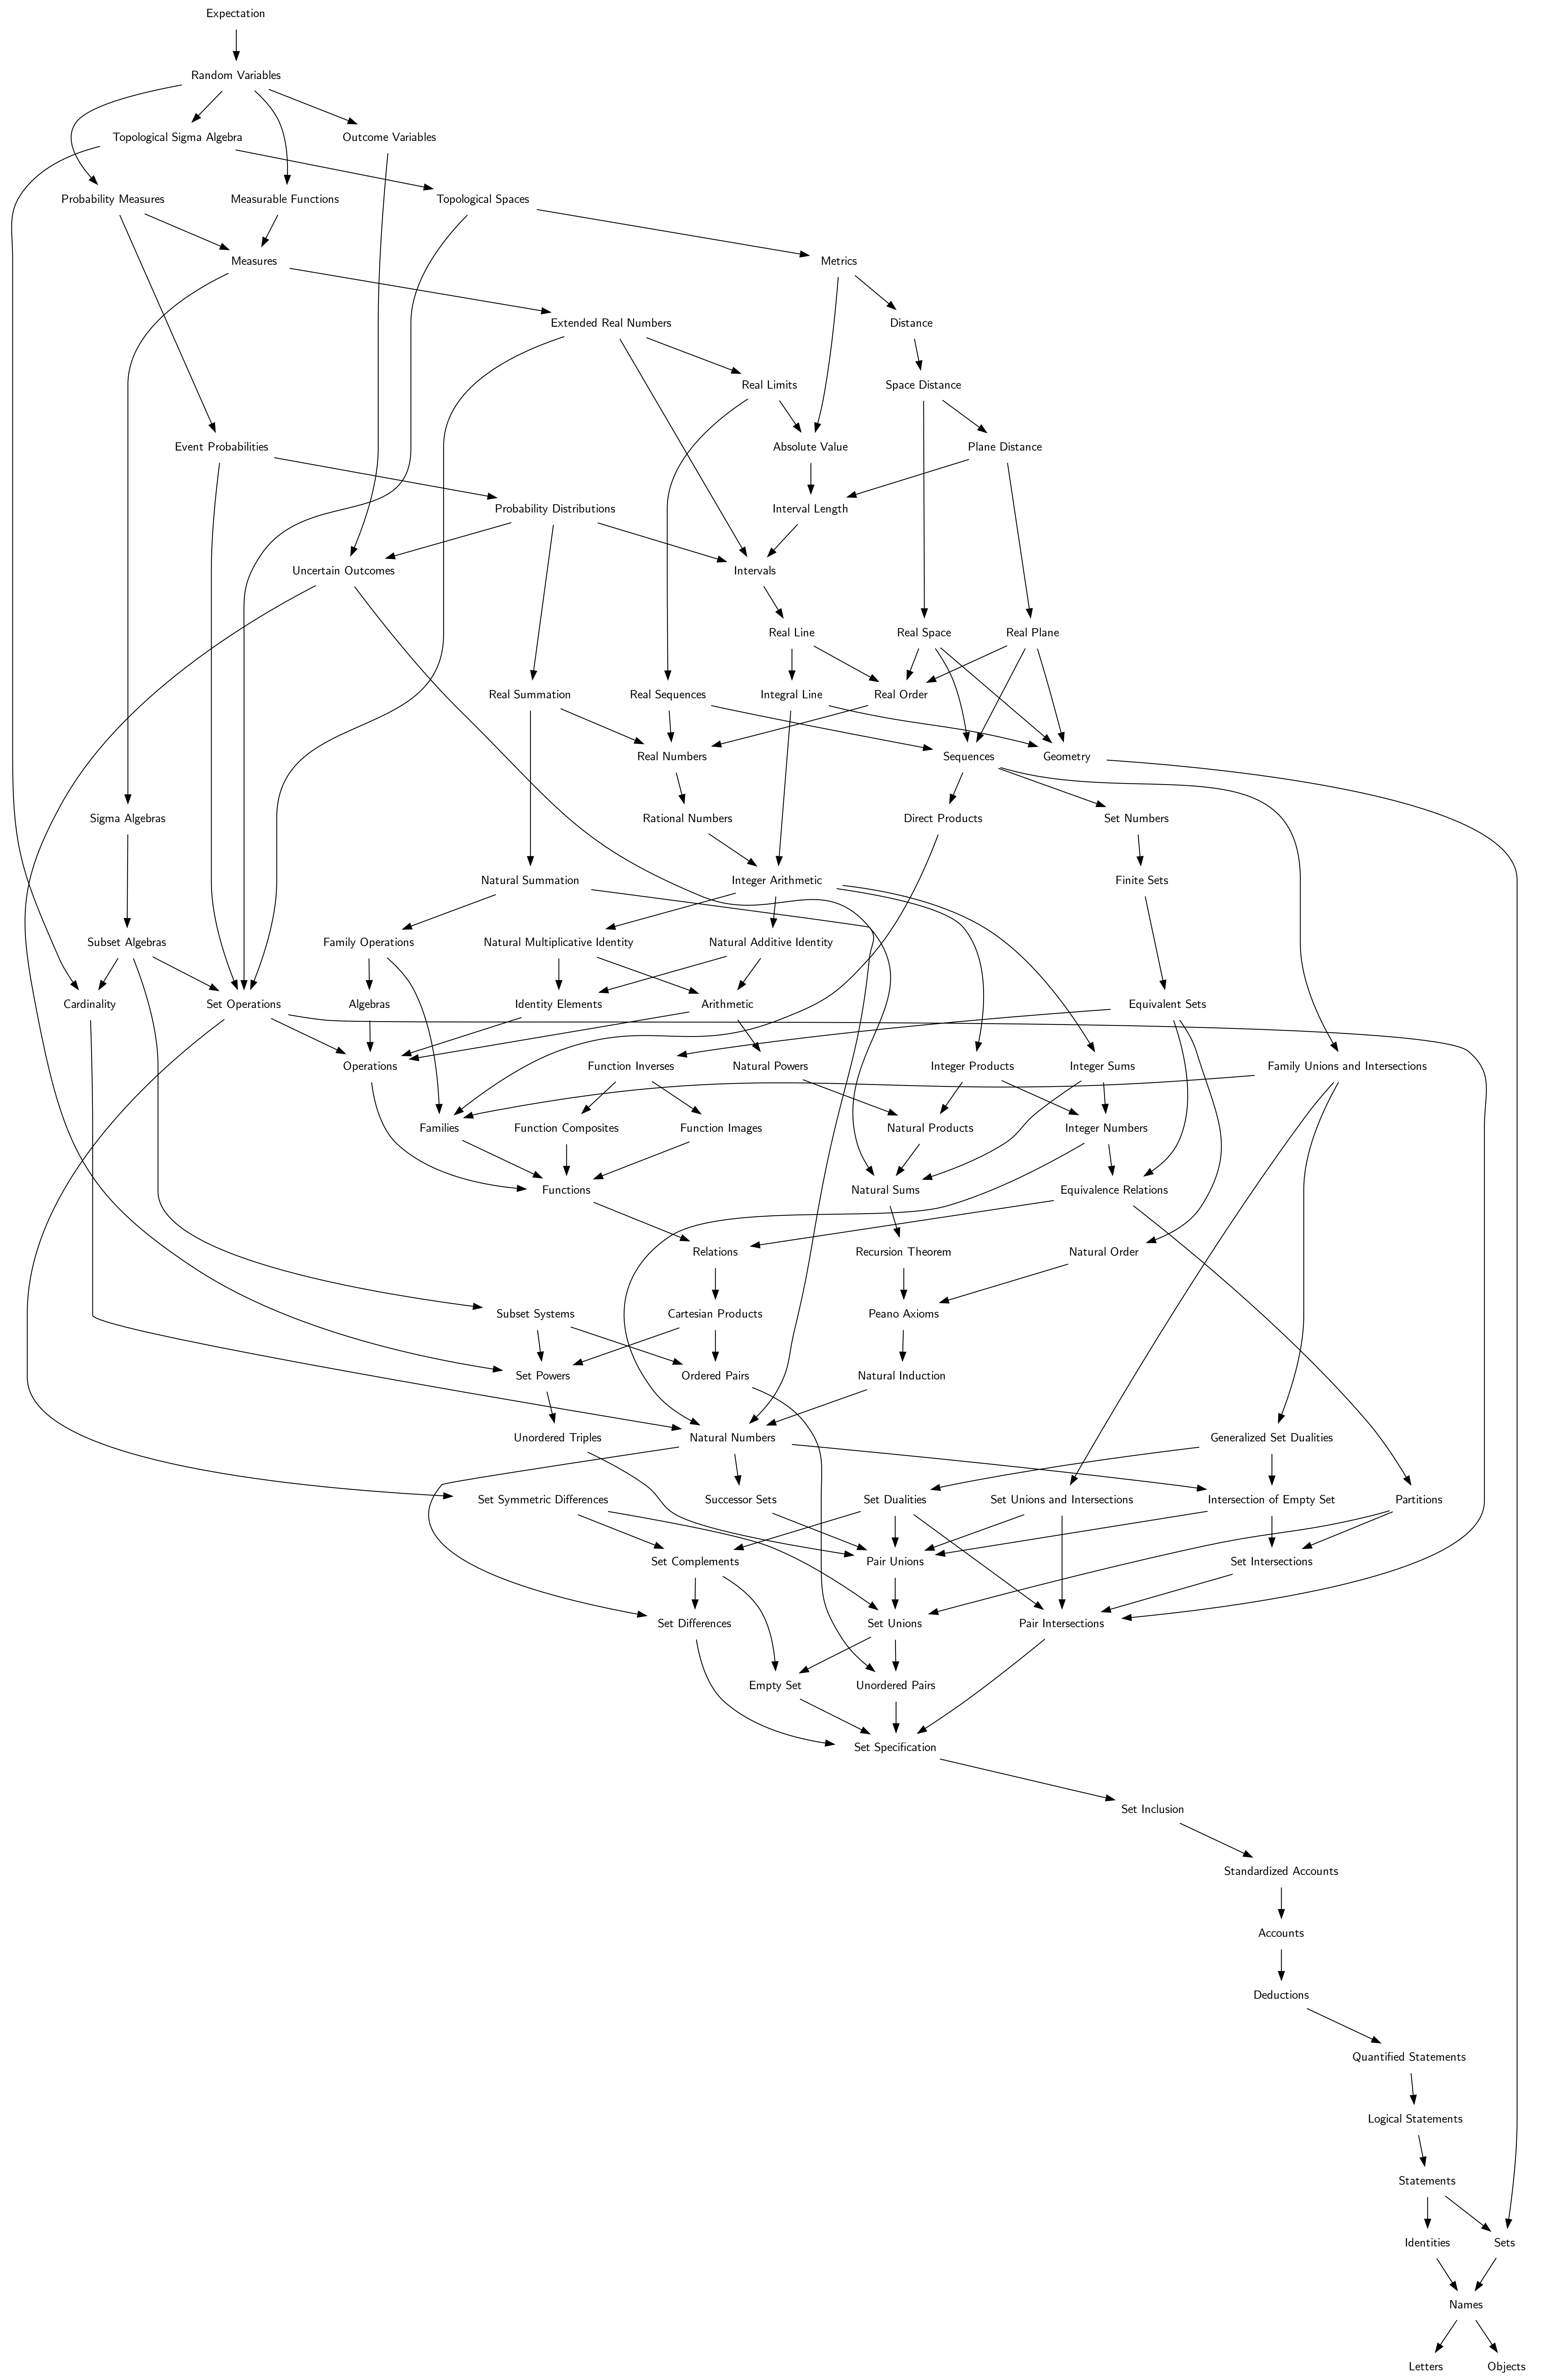 Expectation
Random Variables
Topological Sigma Algebra
Outcome Variables
Probability Measures
Measurable Functions
Topological Spaces
Measures
Metrics
Extended Real Numbers
Distance
Real Limits
Space Distance
Event Probabilities
Absolute Value
Plane Distance
Probability Distributions
Interval Length
Uncertain Outcomes
Intervals
Real Line
Real Space
Real Plane
Real Summation
Real Sequences
Integral Line
Real Order
Real Numbers
Sequences
Geometry
Sigma Algebras
Rational Numbers
Direct Products
Set Numbers
Natural Summation
Integer Arithmetic
Finite Sets
Subset Algebras
Family Operations
Natural Multiplicative Identity
Natural Additive Identity
Cardinality
Set Operations
Algebras
Identity Elements
Arithmetic
Equivalent Sets
Operations
Function Inverses
Natural Powers
Integer Products
Integer Sums
Family Unions and Intersections
Families
Function Composites
Function Images
Natural Products
Integer Numbers
Functions
Natural Sums
Equivalence Relations
Relations
Recursion Theorem
Natural Order
Subset Systems
Cartesian Products
Peano Axioms
Set Powers
Ordered Pairs
Natural Induction
Unordered Triples
Natural Numbers
Generalized Set Dualities
Set Symmetric Differences
Successor Sets
Set Dualities
Set Unions and Intersections
Intersection of Empty Set
Partitions
Set Complements
Pair Unions
Set Intersections
Set Differences
Set Unions
Pair Intersections
Empty Set
Unordered Pairs
Set Specification
Set Inclusion
Standardized Accounts
Accounts
Deductions
Quantified Statements
Logical Statements
Statements
Identities
Sets
Names
Letters
Objects